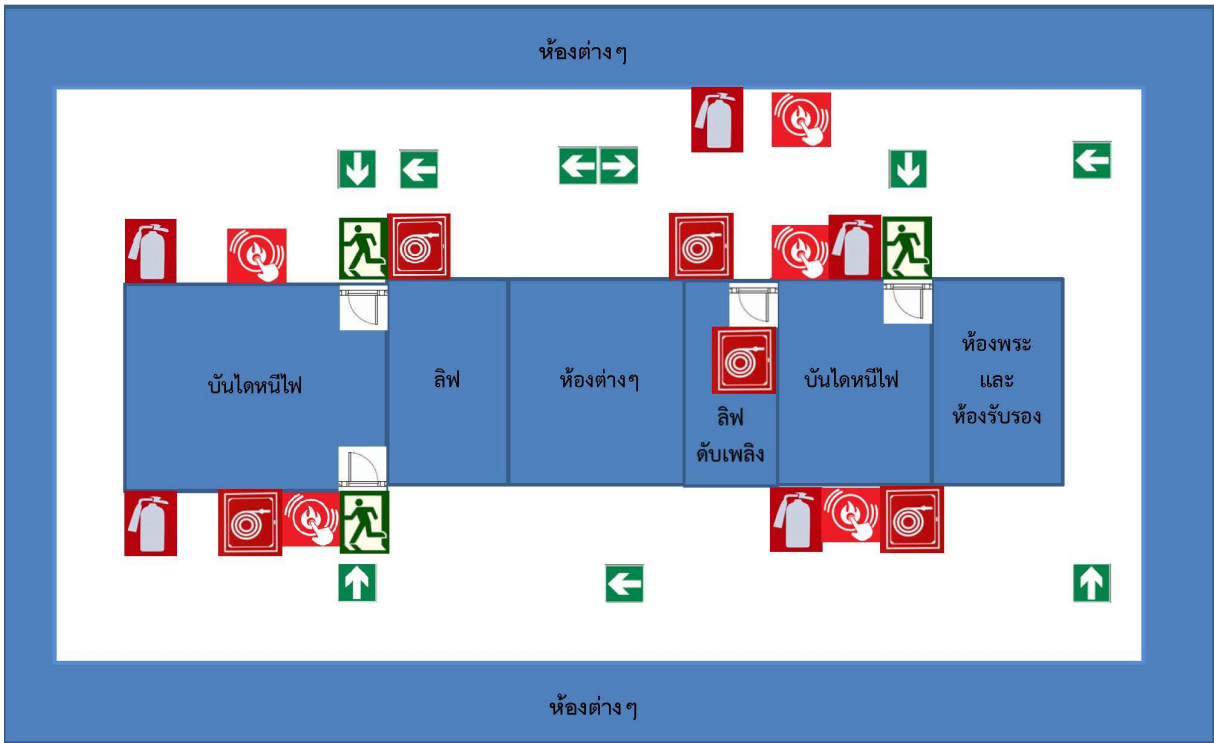 ห้องต่างๆ
บันไดหนีไฟ
ลิฟ
ห้องต่างๆ
ลิฟ
ดับเพลิง
บันไดหนีไฟ
ห้องพระ
และ
ห้องรับรอง
ห้องต่างๆ